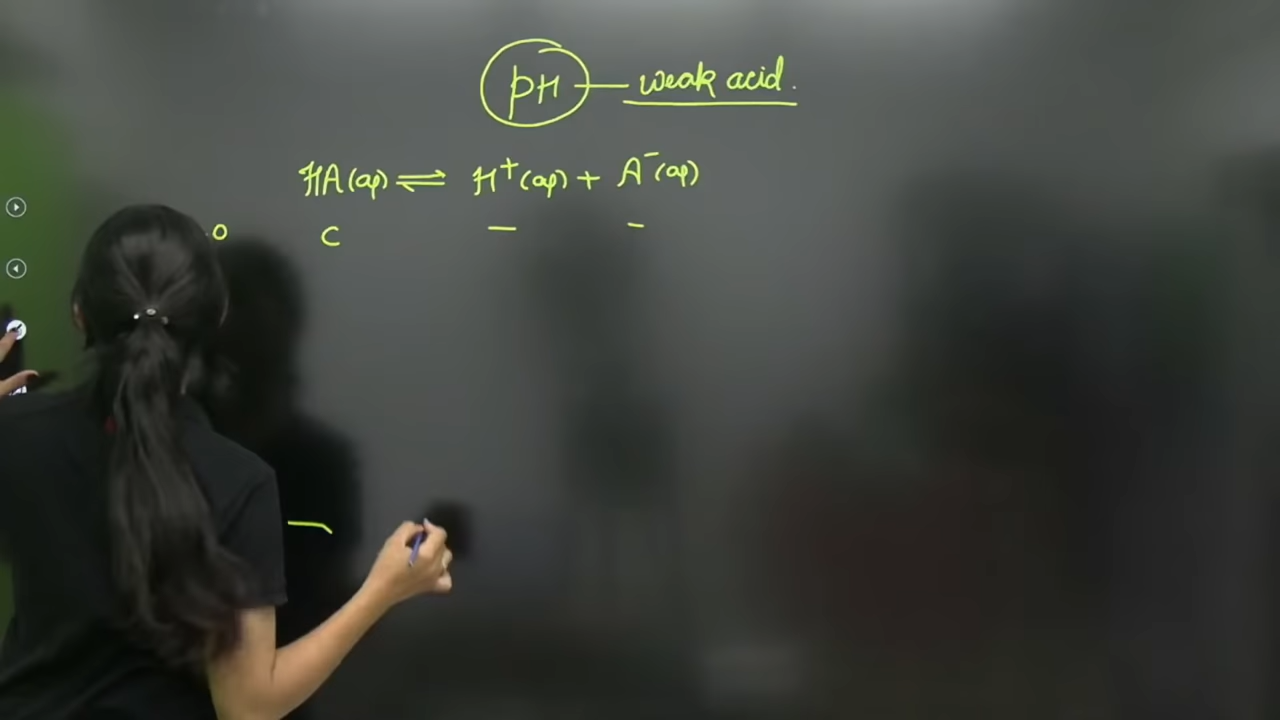 pH — weak acid.
HA(aq) ⇌ H⁺(aq) + A⁻(aq)
0 C — -